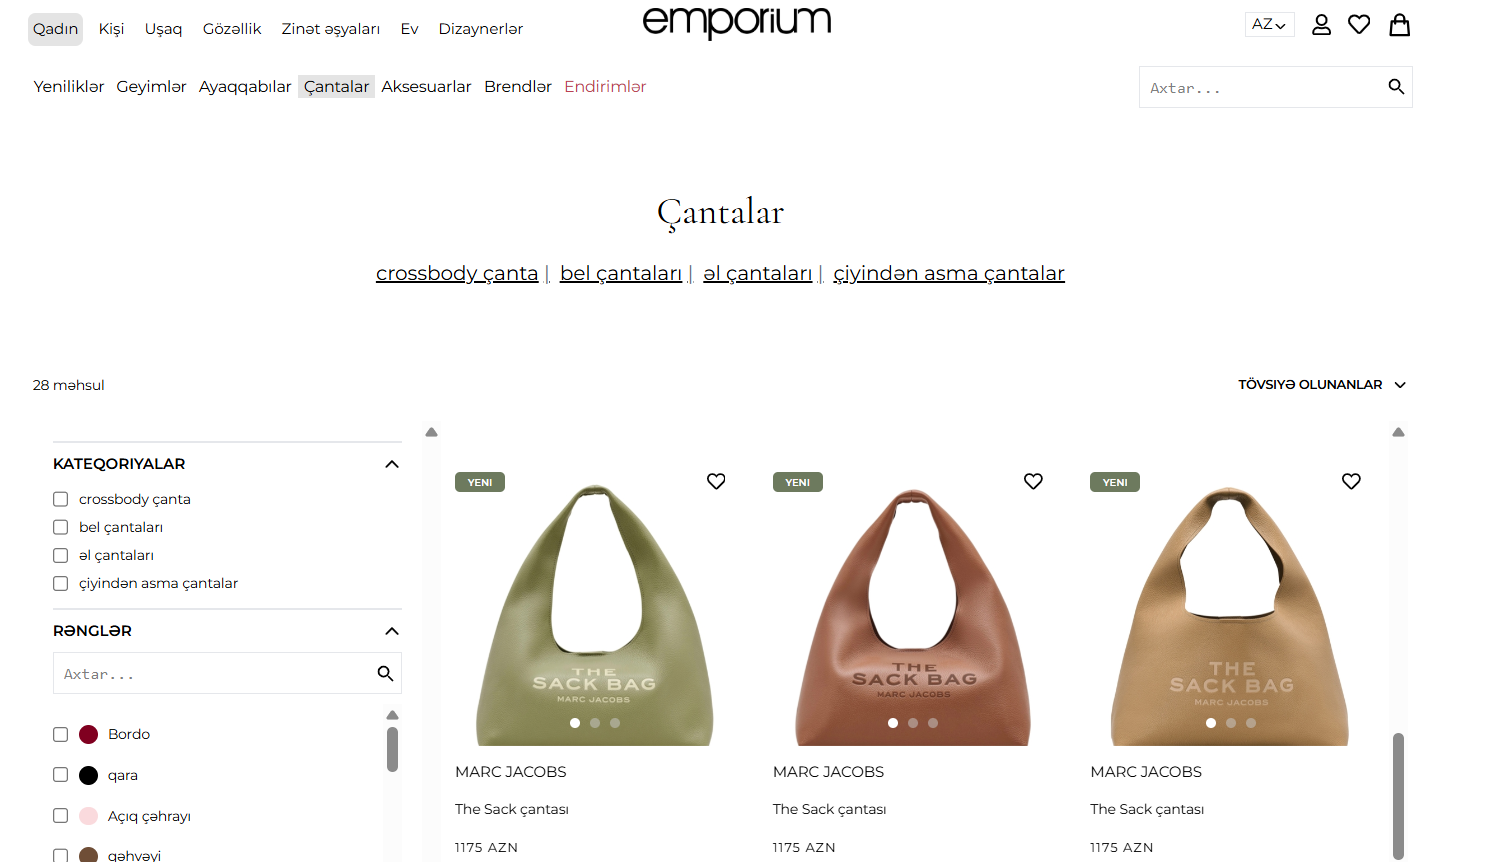 Qadın Kişi Uşaq Gözəllik Zinət əşyaları Ev Dizaynerlər
emporium
AZ
Yeniliklər Geyimlər Ayaqqabılar Çantalar Aksesuarlar Brendlər Endirimlər
Axtar...
Çantalar
crossbody çanta | bel çantaları | əl çantaları | çiyindən asma çantalar
28 məhsul
TÖVSIYƏ OLUNANLAR
KATEQORIYALAR
crossbody çanta
bel çantaları
əl çantaları
çiyindən asma çantalar
RƏNGLƏR
Axtar...
Bordo
qara
Açıq çəhrayı
qəhvəyi
YENI
THE
SACK BAG
MARC JACOBS
MARC JACOBS
The Sack çantası
1175 AZN
YENI
THE
SACK BAG
MARC JACOBS
MARC JACOBS
The Sack çantası
1175 AZN
YENI
THE
SACK BAG
MARC JACOBS
MARC JACOBS
The Sack çantası
1175 AZN